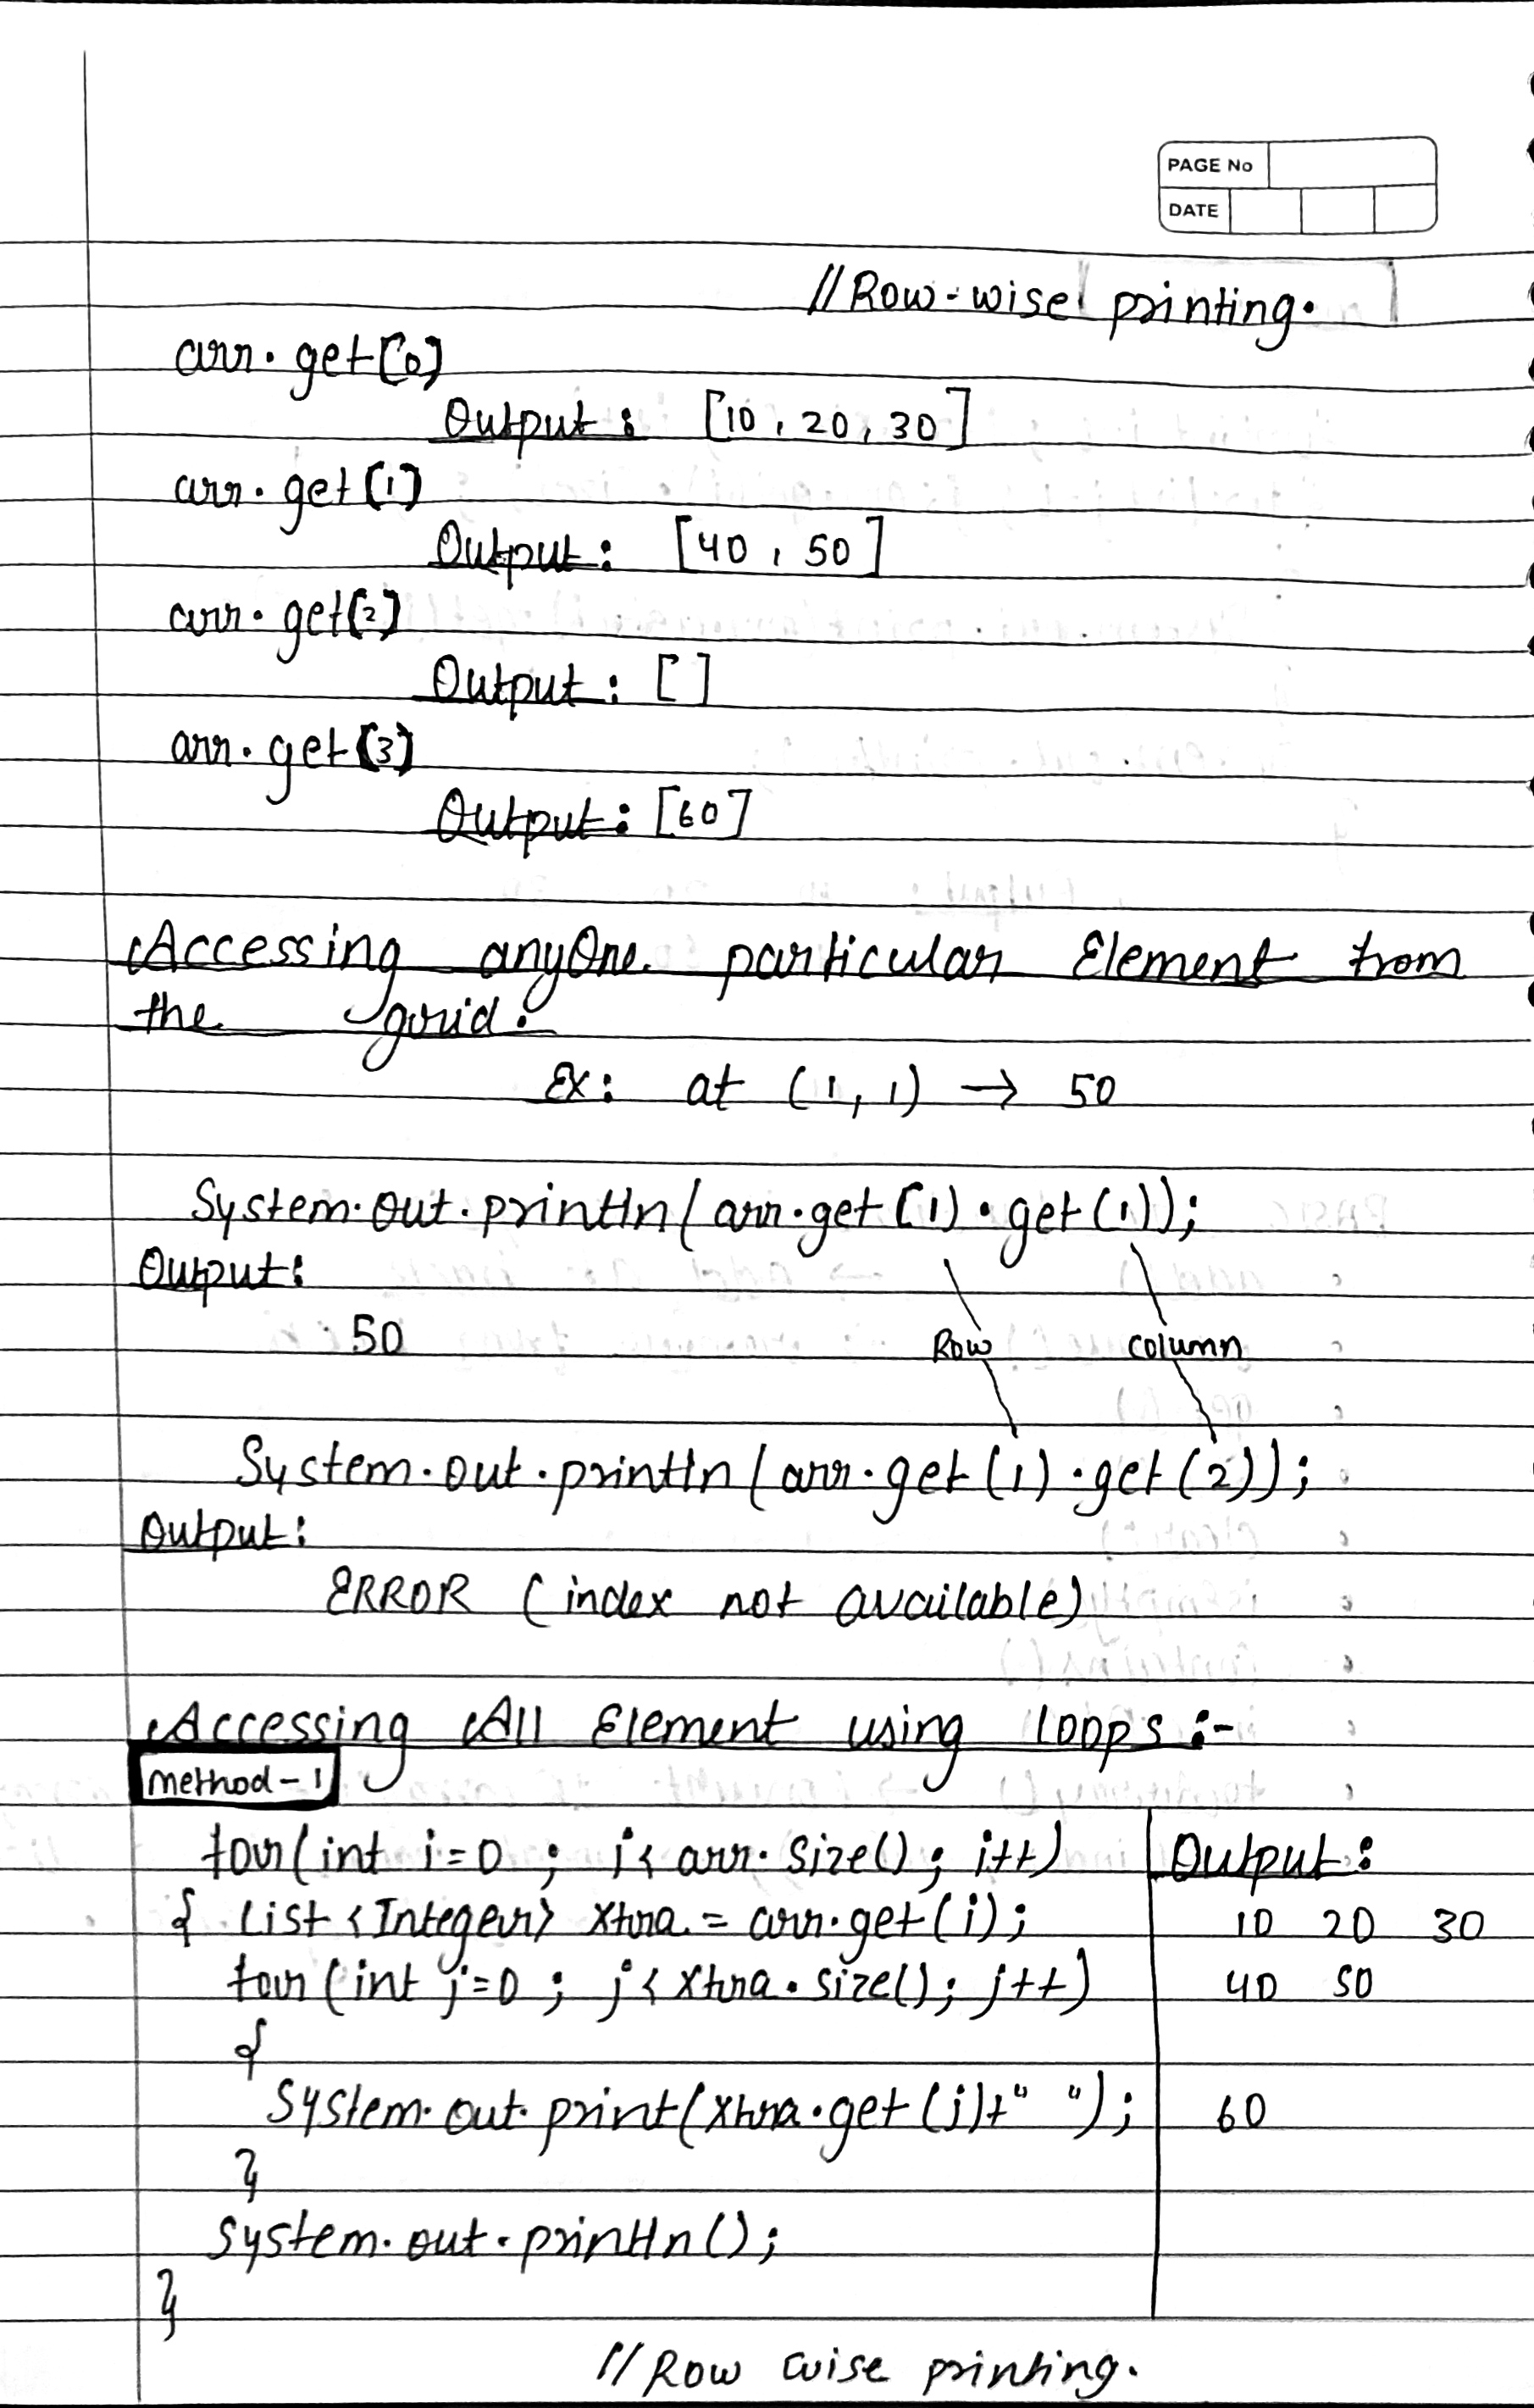 PAGE No
DATE
//Row-wise printing.
arr.get(0)
Output: [10, 20, 30]
arr.get(1)
Output: [40, 50]
arr.get(2)
Output: []
arr.get(3)
Output: [60]
Accessing anyOne particular Element from
the grid:
Ex: at (1, 1) → 50
System.out.println(arr.get(1).get(1));
Output:
50
Row column
System.out.println(arr.get(1).get(2));
Output:
ERROR (index not available)
Accessing All Element using loops:-
method-1
for(int i=0; i<arr.size(); i++)
{ List<Integer> xtra = arr.get(i);
for(int j=0; j<xtra.size(); j++)
{
System.out.print(xtra.get(j)+" ");
}
System.out.println();
}
Output:
10 20 30
40 50
60
//Row wise printing.